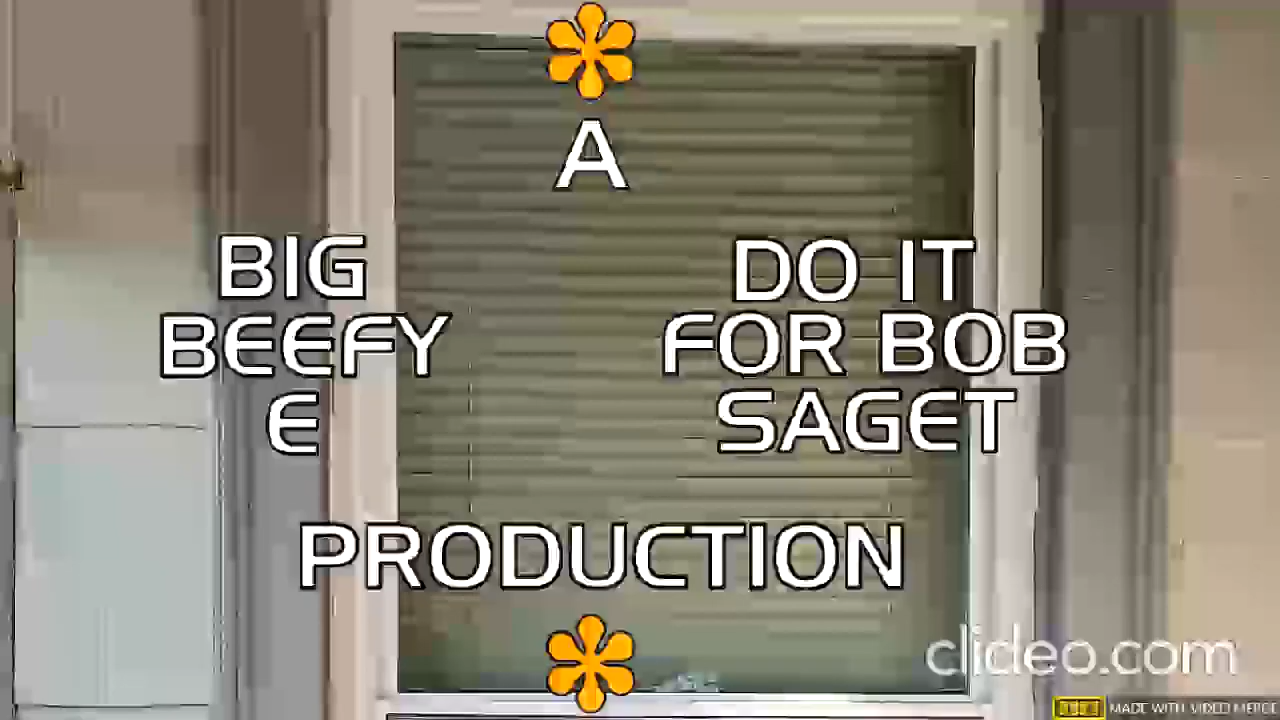 A
BIG
BEEFY
E
DO IT
FOR BOB
SAGET
PRODUCTION
clideo.com
MADE WITH VIDEO MERGE